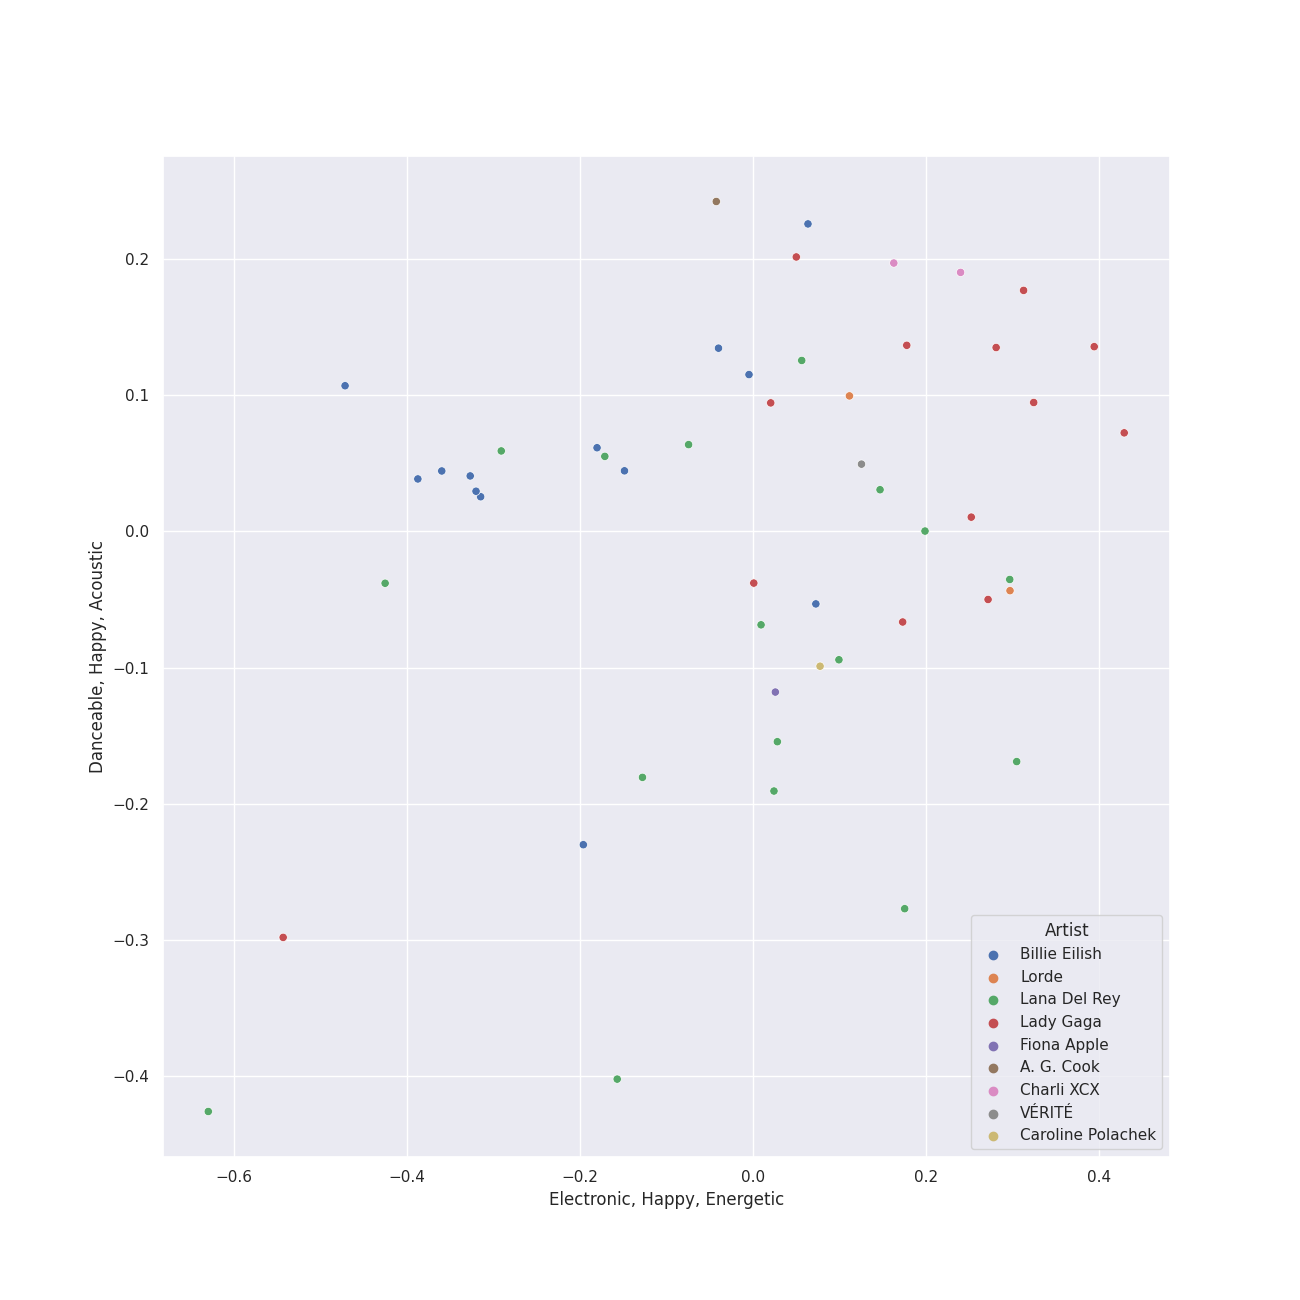 0.2
0.1
0.0
−0.1
−0.2
−0.3
−0.4
Danceable, Happy, Acoustic
−0.6
−0.4
−0.2
0.0
0.2
0.4
Electronic, Happy, Energetic
Artist
Billie Eilish
Lorde
Lana Del Rey
Lady Gaga
Fiona Apple
A. G. Cook
Charli XCX
VÉRITÉ
Caroline Polachek